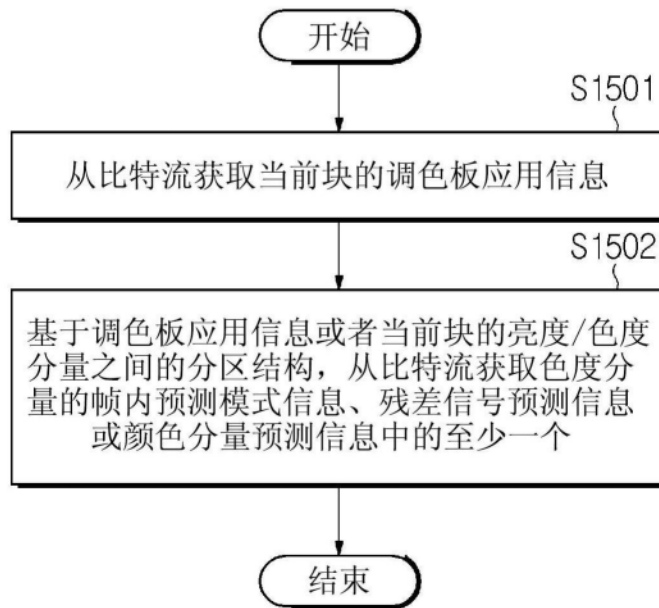 开始
S1501
从比特流获取当前块的调色板应用信息
S1502
基于调色板应用信息或者当前块的亮度/色度
分量之间的分区结构，从比特流获取色度分
量的帧内预测模式信息、残差信号预测信息
或颜色分量预测信息中的至少一个
结束